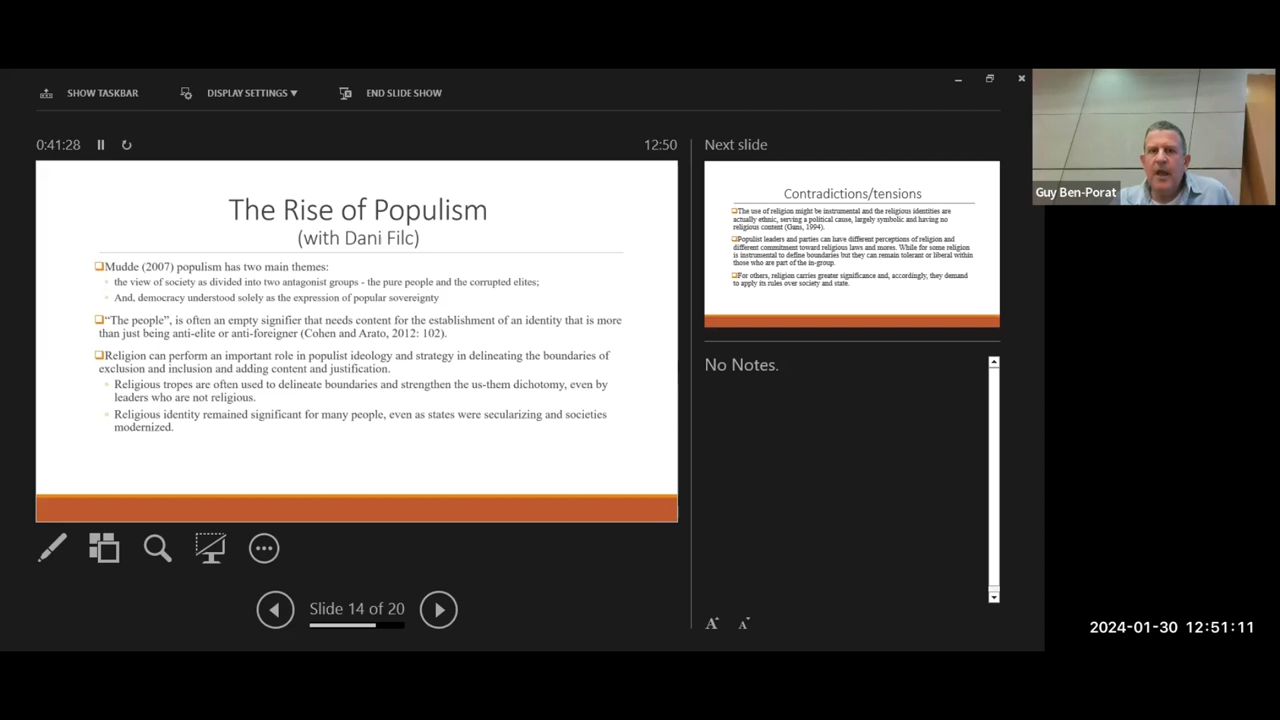 SHOW TASKBAR
DISPLAY SETTINGS ▼
END SLIDE SHOW
0:41:28
12:50
The Rise of Populism
(with Dani Filc)
Mudde (2007) populism has two main themes:
the view of society as divided into two antagonist groups - the pure people and the corrupted elites;
And, democracy understood solely as the expression of popular sovereignty
“The people”, is often an empty signifier that needs content for the establishment of an identity that is more
than just being anti-elite or anti-foreigner (Cohen and Arato, 2012: 102).
Religion can perform an important role in populist ideology and strategy in delineating the boundaries of
exclusion and inclusion and adding content and justification.
Religious tropes are often used to delineate boundaries and strengthen the us-them dichotomy, even by
leaders who are not religious.
Religious identity remained significant for many people, even as states were secularizing and societies
modernized.
Slide 14 of 20
Next slide
Contradictions/tensions
The use of religion might be instrumental and the religious identities are
actually ethnic, serving a political cause, largely symbolic and having no
religious content (Gans, 1994).
Populist leaders and parties can have different perceptions of religion and
different commitment toward religious laws and mores. While for some religion
is instrumental to define boundaries but they can remain tolerant or liberal within
those who are part of the in-group.
For others, religion carries greater significance and, accordingly, they demand
to apply its rules over society and state.
No Notes.
A A
Guy Ben-Porat
2024-01-30 12:51:11